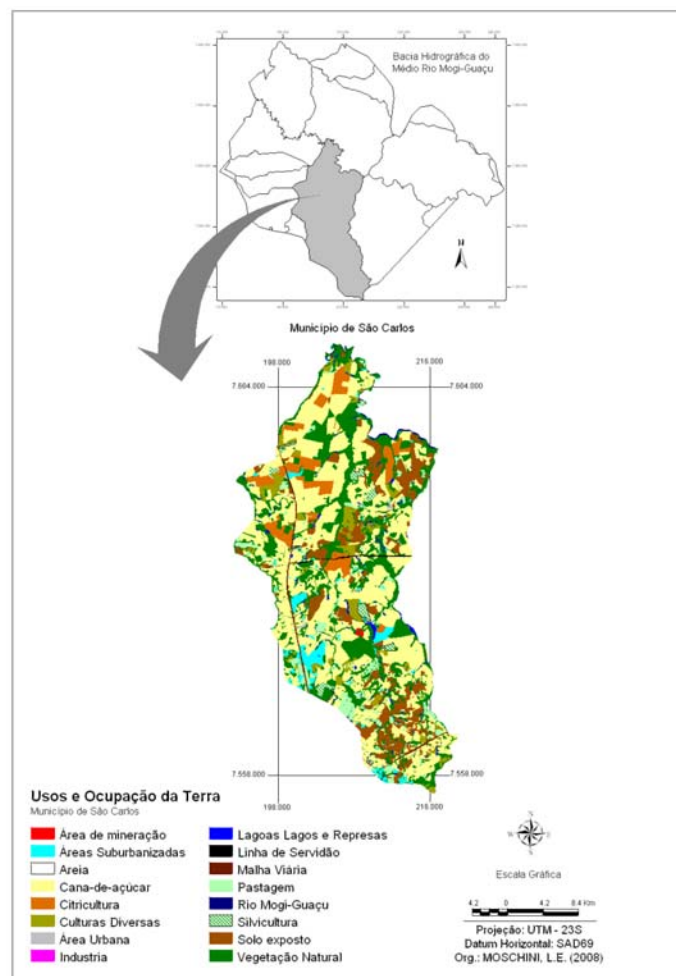 Bacia Hidrográfica do
Médio Rio Mogi-Guaçu
N
Município de São Carlos
198.000
216.000
7.604.000
7.604.000
7.558.000
7.558.000
198.000
216.000
Usos e Ocupação da Terra
Município de São Carlos
Área de mineração
Áreas Suburbanizadas
Areia
Cana-de-açúcar
Citricultura
Culturas Diversas
Área Urbana
Industria
Lagoas Lagos e Represas
Linha de Servidão
Malha Viária
Pastagem
Rio Mogi-Guaçu
Silvicultura
Solo exposto
Vegetação Natural
N
W
E
S
Escala Gráfica
4.2 0 4.2 8.4 Km
Projeção: UTM - 23S
Datum Horizontal: SAD69
Org.: MOSCHINI, L.E. (2008)